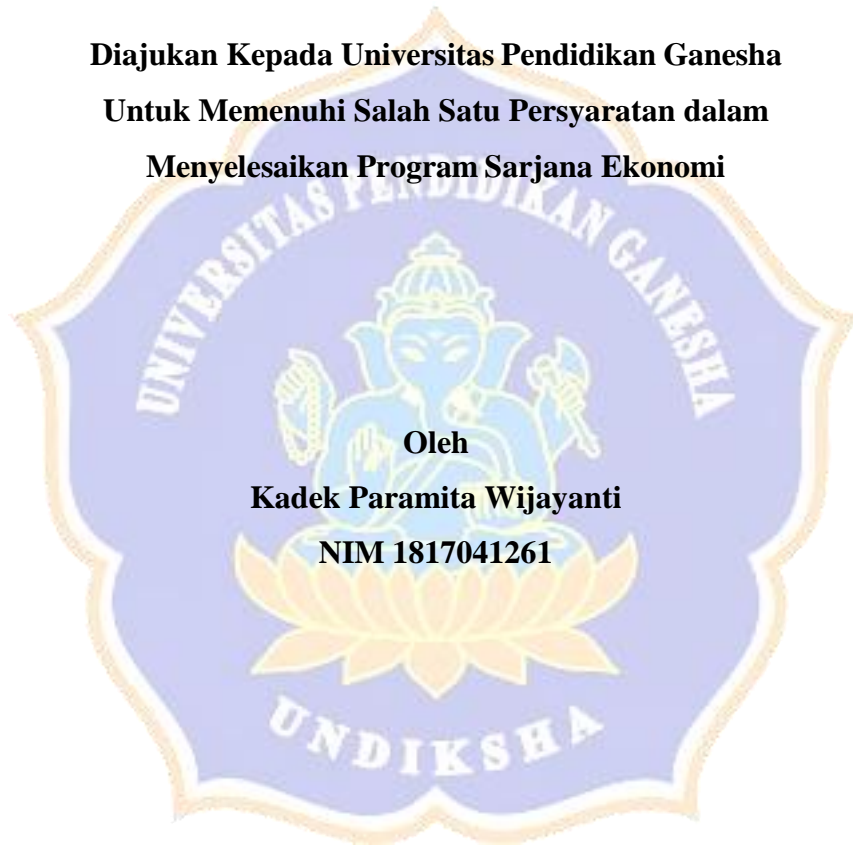 Diajukan Kepada Universitas Pendidikan Ganesha
Untuk Memenuhi Salah Satu Persyaratan dalam
Menyelesaikan Program Sarjana Ekonomi
UNIVERSITAS PENDIDIKAN GANESHA
Oleh
Kadek Paramita Wijayanti
NIM 1817041261
UNDIKSHA